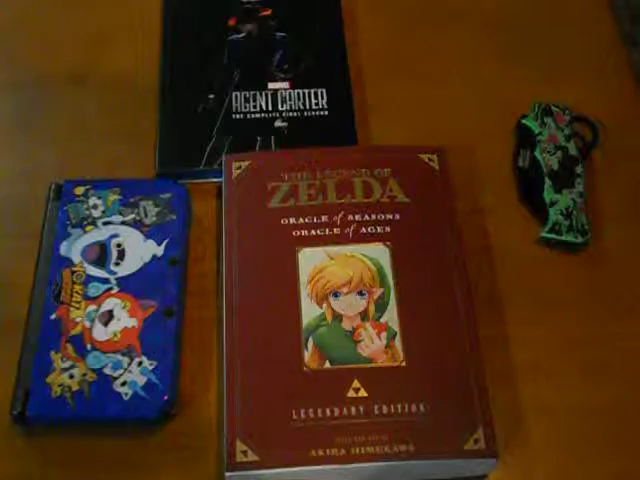 MARVEL
AGENT CARTER
THE COMPLETE FIRST SEASON
THE LEGEND OF
ZELDA
ORACLE of SEASONS
ORACLE of AGES
LEGENDARY EDITION
AKIRA HIMEKAWA
YO-KAI